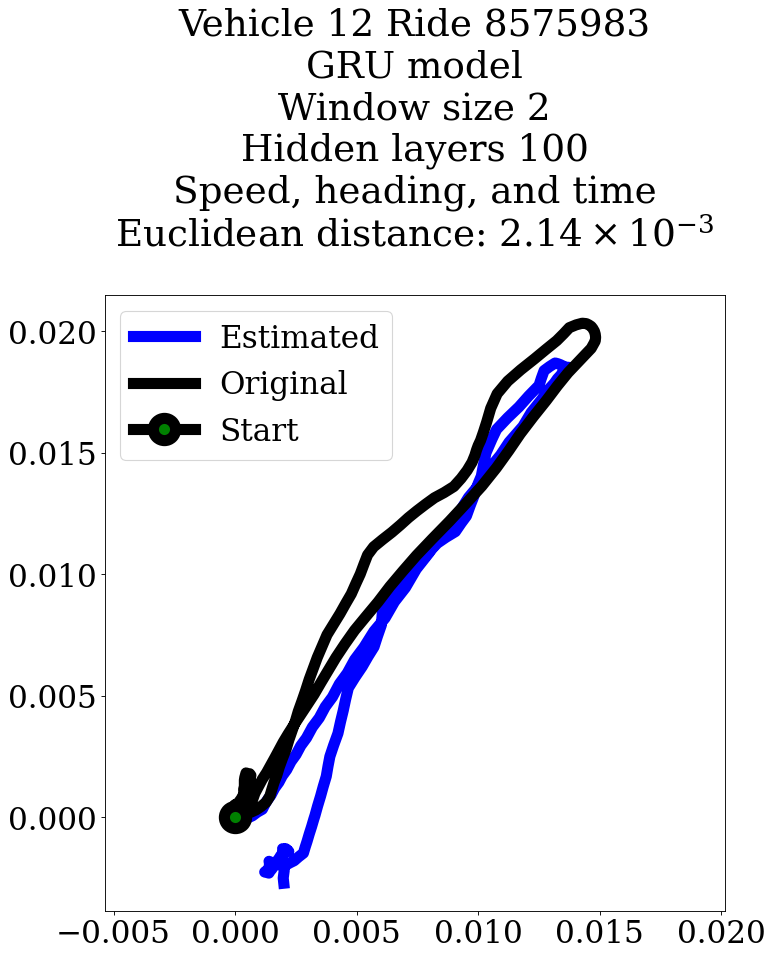 Vehicle 12 Ride 8575983
GRU model
Window size 2
Hidden layers 100
Speed, heading, and time
Euclidean distance: 2.14 × 10⁻³
Estimated
Original
Start
0.020
0.015
0.010
0.005
0.000
−0.005 0.000 0.005 0.010 0.015 0.020